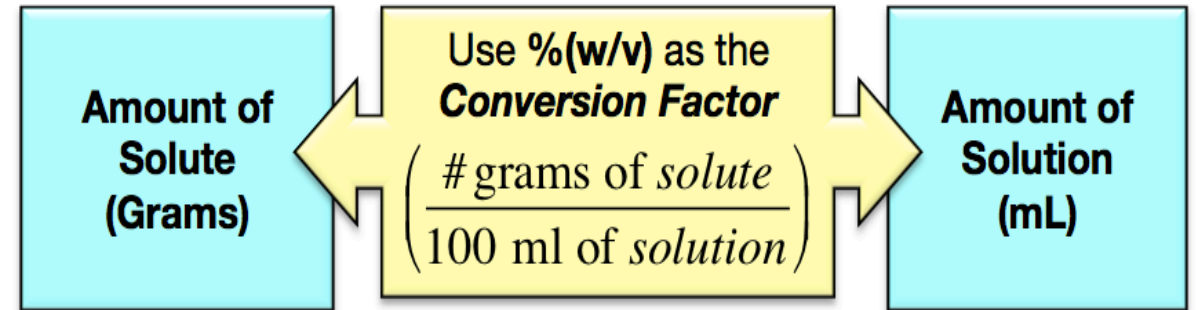 Amount of
Solute
(Grams)
Use %(w/v) as the
Conversion Factor
# grams of solute
100 ml of solution
Amount of
Solution
(mL)